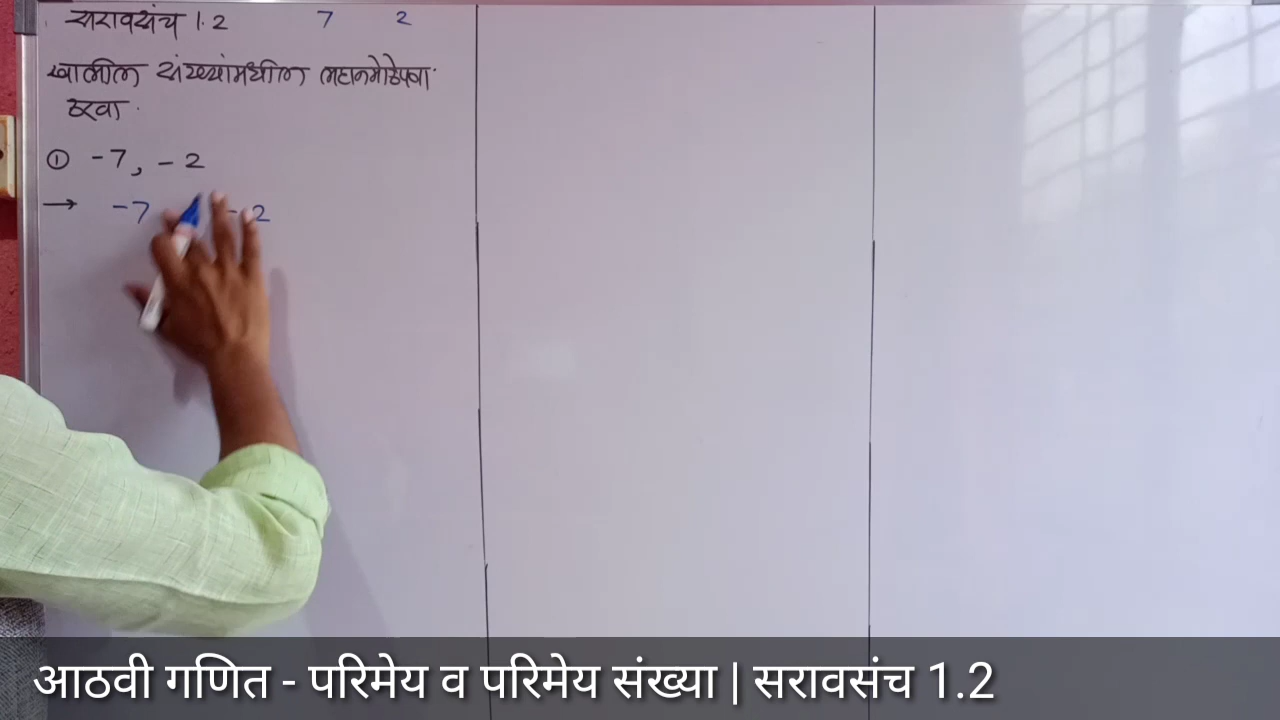 सरावसंच 1.2 7 2
खालील संख्यांमधील लहानमोठेपणा
ठरवा.
① -7, -2
→ -7 -2
आठवी गणित - परिमेय व परिमेय संख्या | सरावसंच 1.2